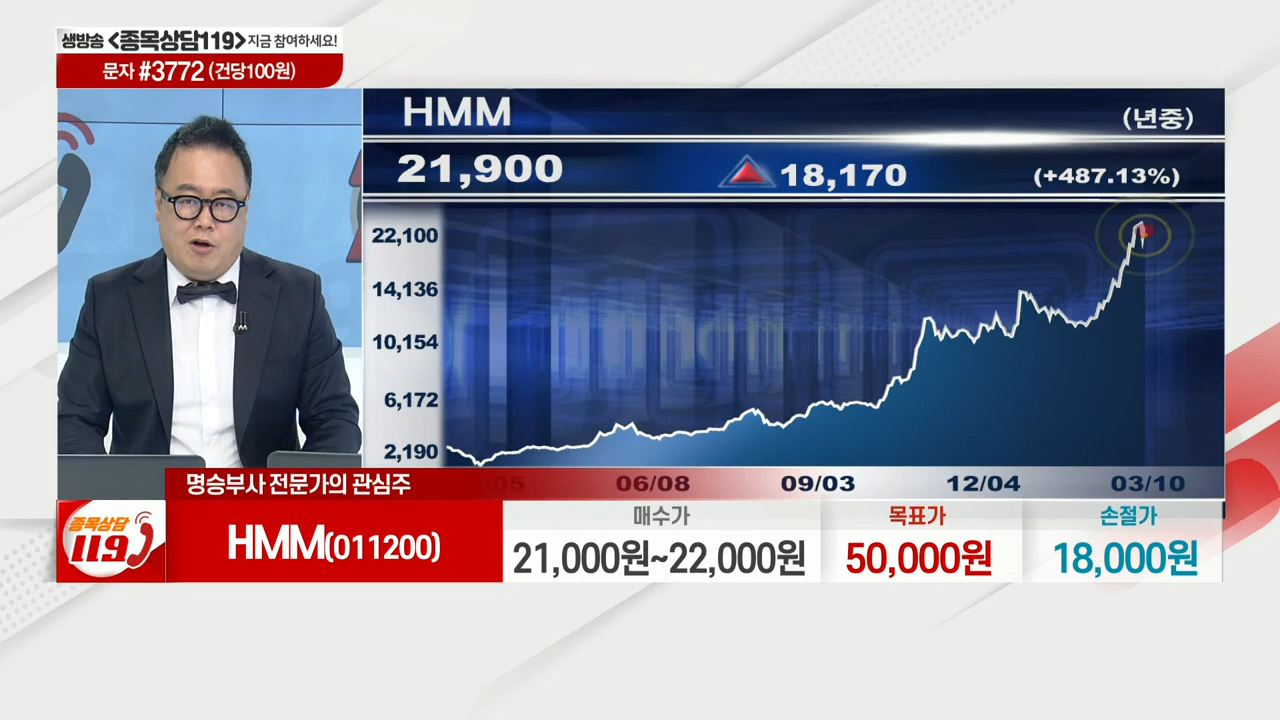 생방송 <종목상담119> 지금 참여하세요!
문자 #3772 (건당100원)
HMM
(년중)
21,900
18,170
(+487.13%)
22,100
14,136
10,154
6,172
2,190
06/08
09/03
12/04
03/10
명승부사 전문가의 관심주
종목상담
119
HMM(011200)
매수가
21,000원~22,000원
목표가
50,000원
손절가
18,000원